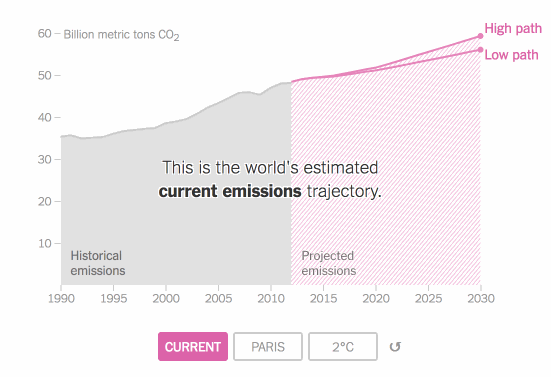 60 Billion metric tons CO2
High path
Low path
50
40
30
This is the world's estimated
current emissions trajectory.
20
10
Historical
emissions
Projected
emissions
1990 1995 2000 2005 2010 2015 2020 2025 2030
CURRENT PARIS 2°C ↺